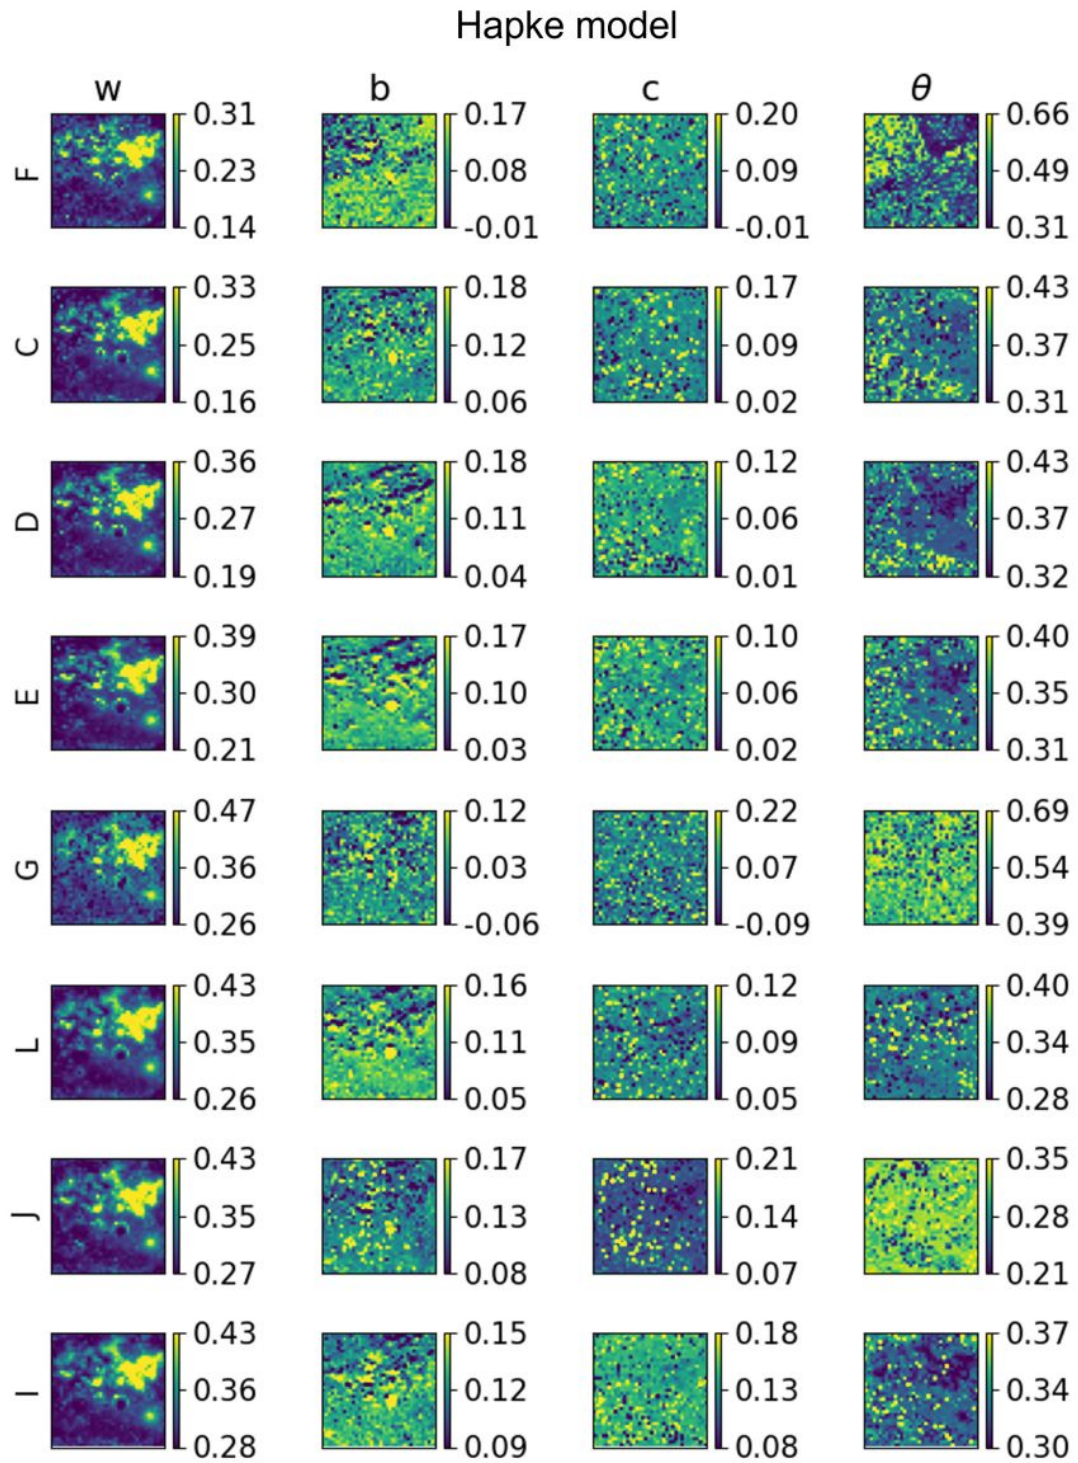 Hapke model
w b c θ
F 0.31 0.17 0.20 0.66
0.23 0.08 0.09 0.49
0.14 -0.01 -0.01 0.31
C 0.33 0.18 0.17 0.43
0.25 0.12 0.09 0.37
0.16 0.06 0.02 0.31
D 0.36 0.18 0.12 0.43
0.27 0.11 0.06 0.37
0.19 0.04 0.01 0.32
E 0.39 0.17 0.10 0.40
0.30 0.10 0.06 0.35
0.21 0.03 0.02 0.31
G 0.47 0.12 0.22 0.69
0.36 0.03 0.07 0.54
0.26 -0.06 -0.09 0.39
L 0.43 0.16 0.12 0.40
0.35 0.11 0.09 0.34
0.26 0.05 0.05 0.28
J 0.43 0.17 0.21 0.35
0.35 0.13 0.14 0.28
0.27 0.08 0.07 0.21
I 0.43 0.15 0.18 0.37
0.36 0.12 0.13 0.34
0.28 0.09 0.08 0.30